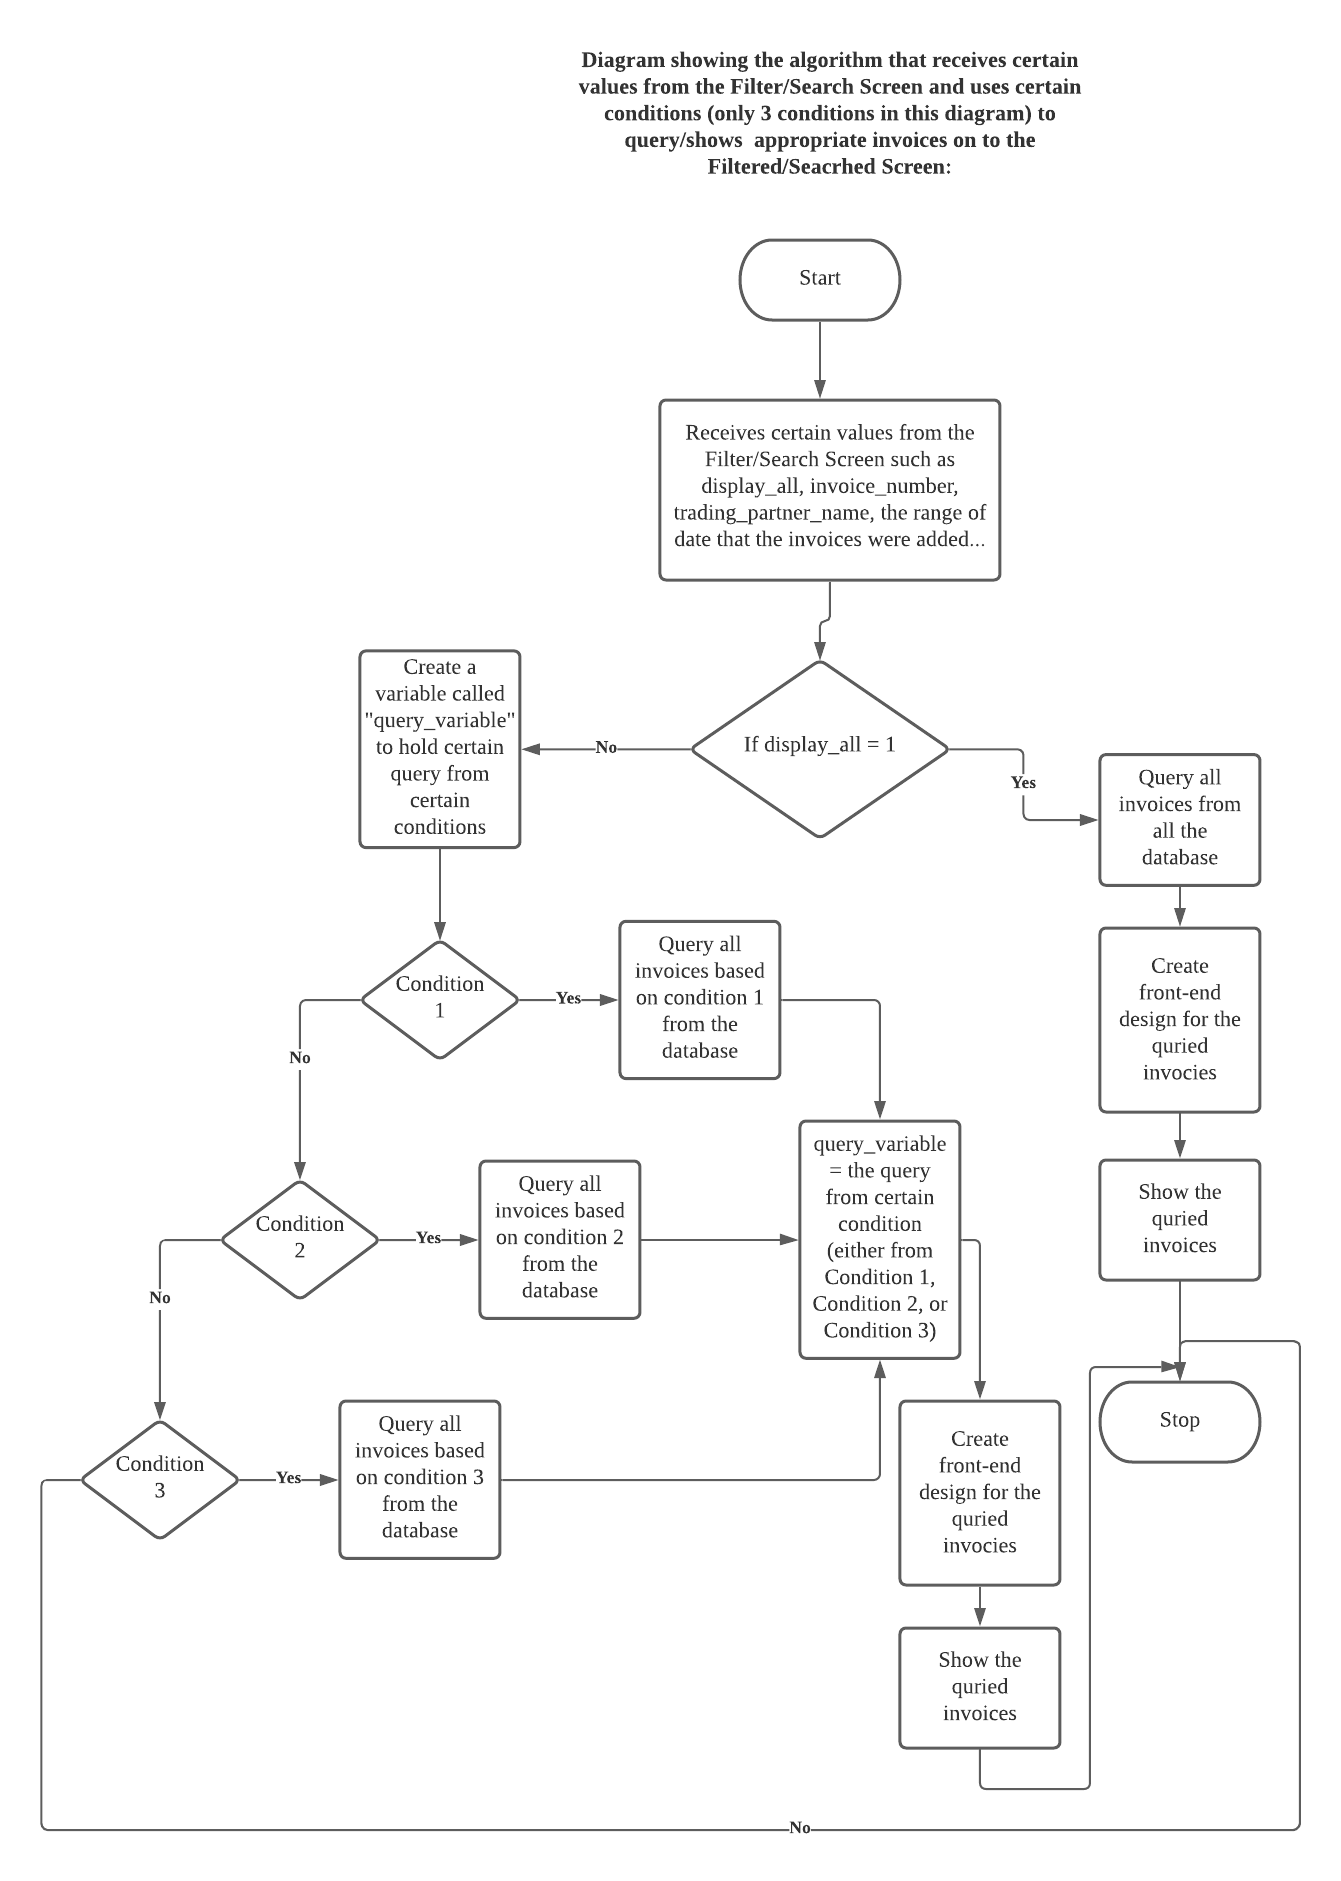 Diagram showing the algorithm that receives certain
values from the Filter/Search Screen and uses certain
conditions (only 3 conditions in this diagram) to
query/shows  appropriate invoices on to the
Filtered/Seacrhed Screen:
Start
Receives certain values from the
Filter/Search Screen such as
display_all, invoice_number,
trading_partner_name, the range of
date that the invoices were added...
If display_all = 1
No
Create a
variable called
"query_variable"
to hold certain
query from
certain
conditions
Yes
Query all
invoices from
all the
database
Create
front-end
design for the
quried
invocies
Show the
quried
invoices
Condition
1
Yes
Query all
invoices based
on condition 1
from the
database
No
Condition
2
Yes
Query all
invoices based
on condition 2
from the
database
No
Condition
3
Yes
Query all
invoices based
on condition 3
from the
database
query_variable
= the query
from certain
condition
(either from
Condition 1,
Condition 2, or
Condition 3)
Create
front-end
design for the
quried
invocies
Show the
quried
invoices
Stop
No